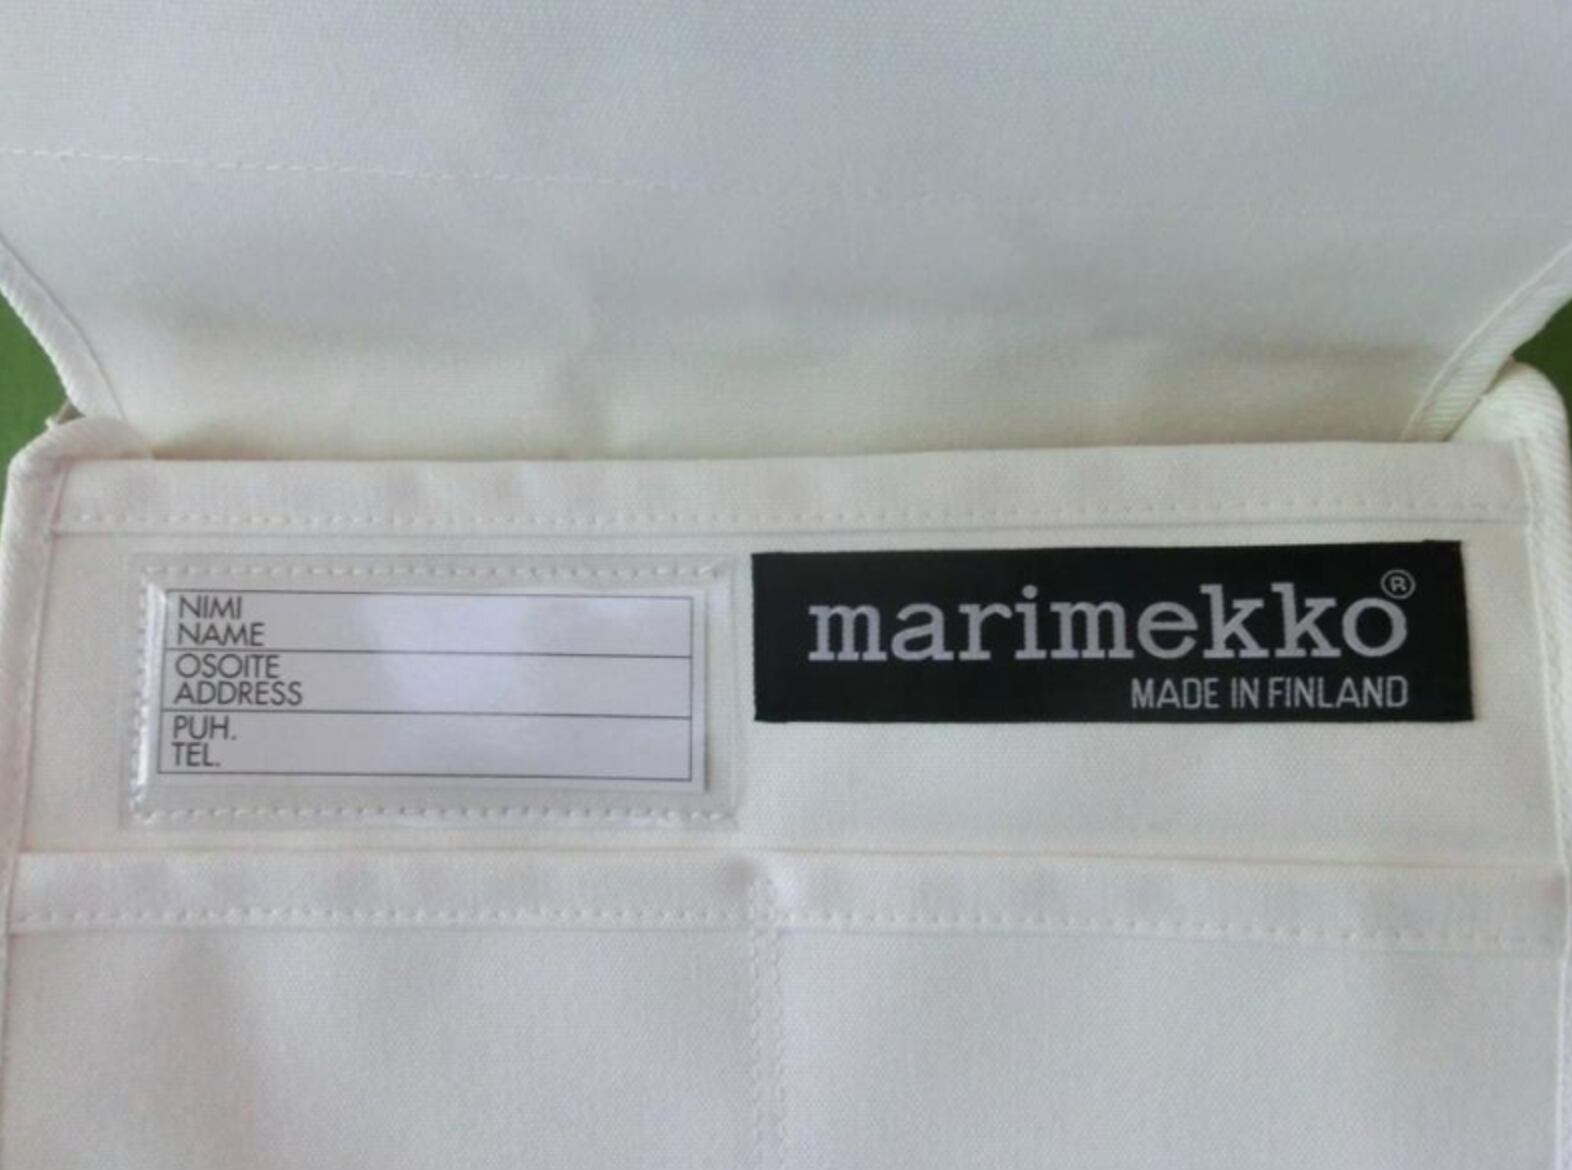 NIMI
NAME
OSOITE
ADDRESS
PUH.
TEL.
marimekko®
MADE IN FINLAND